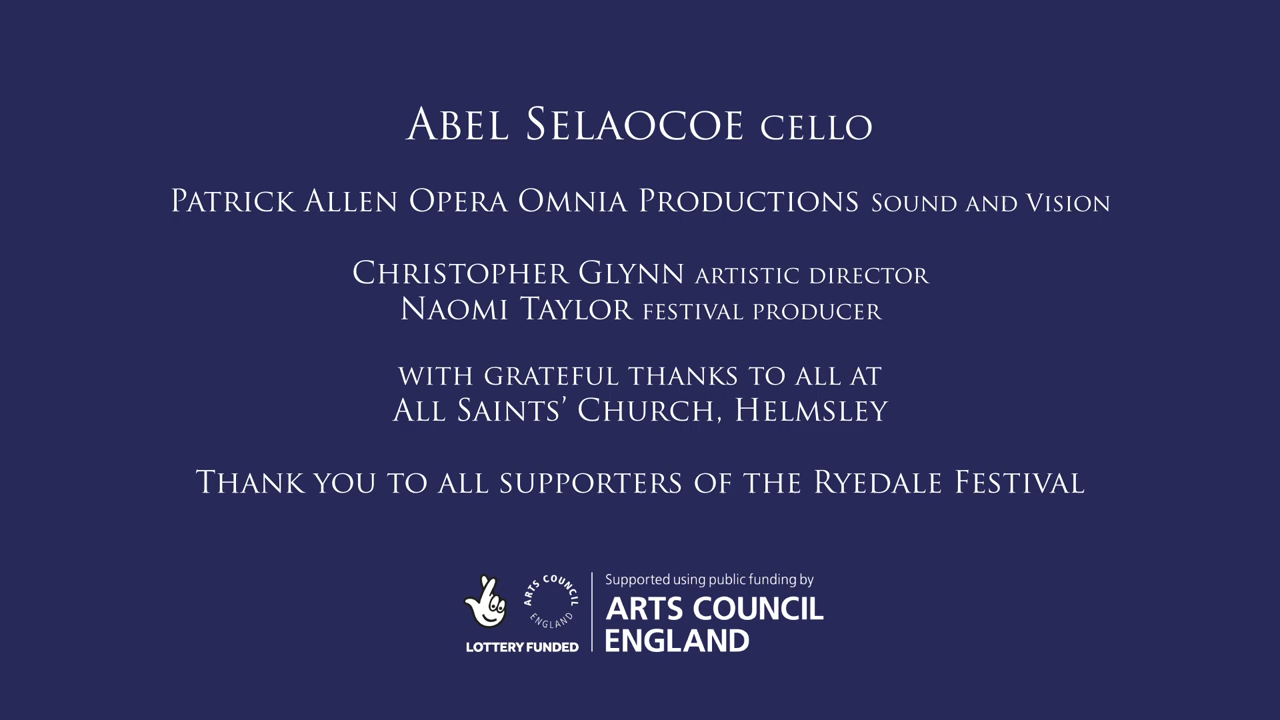 ABEL SELAOCOE CELLO
PATRICK ALLEN OPERA OMNIA PRODUCTIONS SOUND AND VISION
CHRISTOPHER GLYNN ARTISTIC DIRECTOR
NAOMI TAYLOR FESTIVAL PRODUCER
WITH GRATEFUL THANKS TO ALL AT
ALL SAINTS' CHURCH, HELMSLEY
THANK YOU TO ALL SUPPORTERS OF THE RYEDALE FESTIVAL
ARTS COUNCIL
ENGLAND
LOTTERY FUNDED
Supported using public funding by
ARTS COUNCIL
ENGLAND